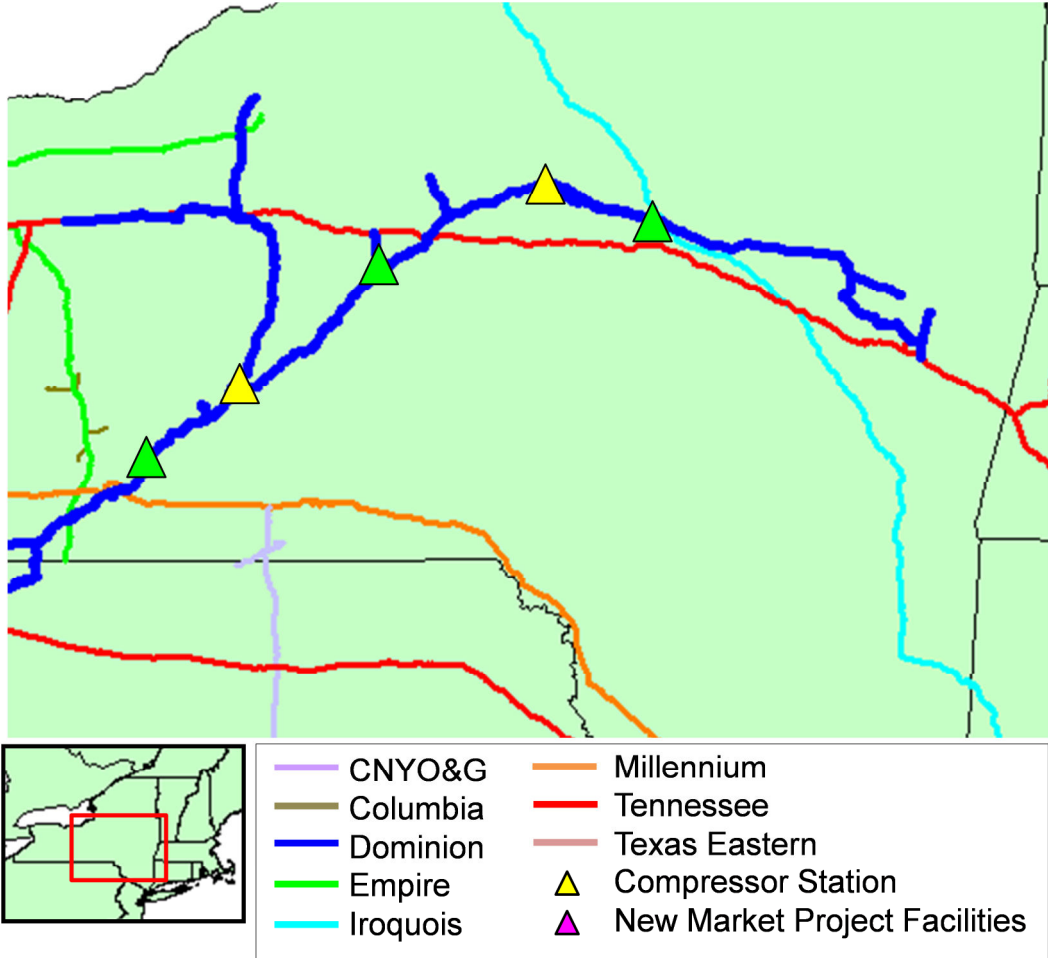 CNYO&G
Columbia
Dominion
Empire
Iroquois
Millennium
Tennessee
Texas Eastern
Compressor Station
New Market Project Facilities